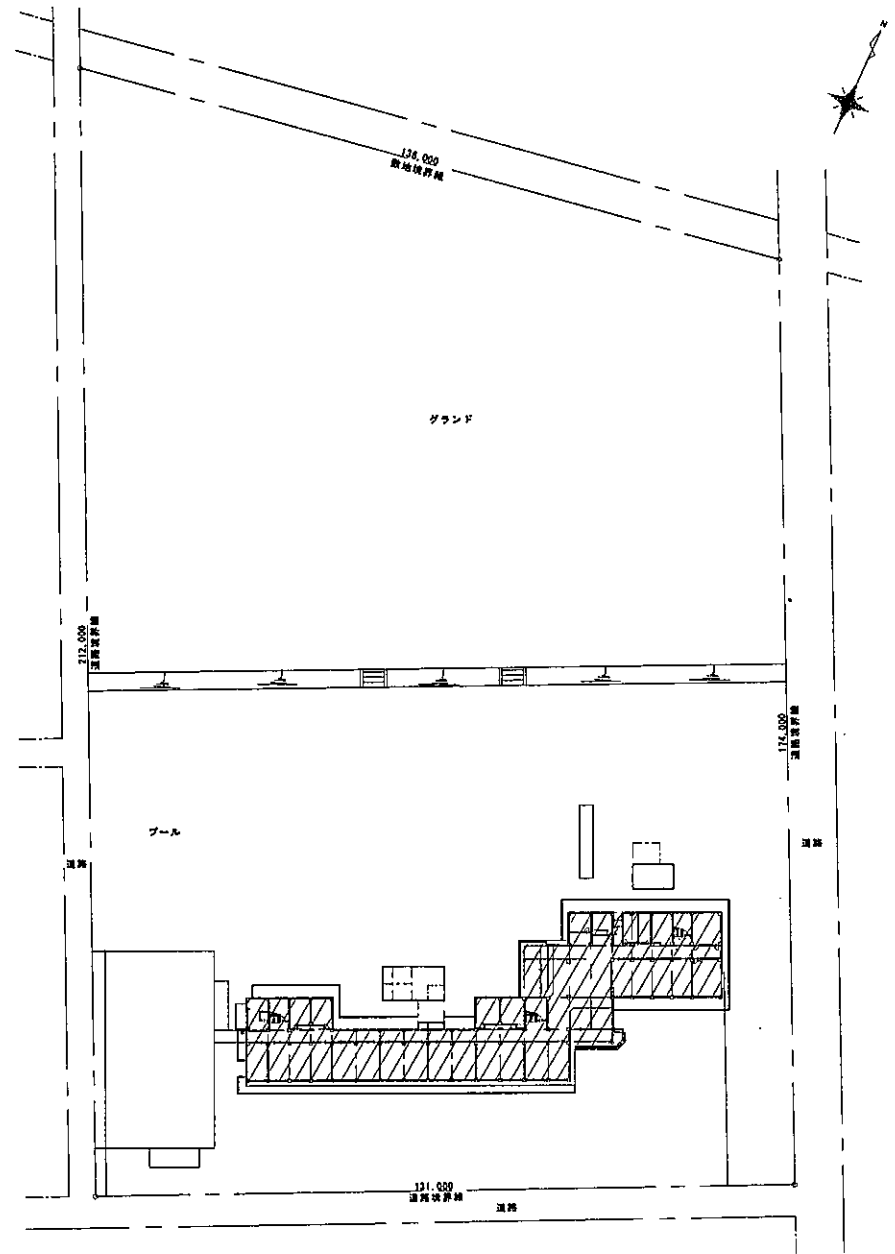 N
136,000
敷地境界線
グランド
212,000
道路境界線
174,000
道路境界線
プール
道路
道路
131,000
道路境界線
道路